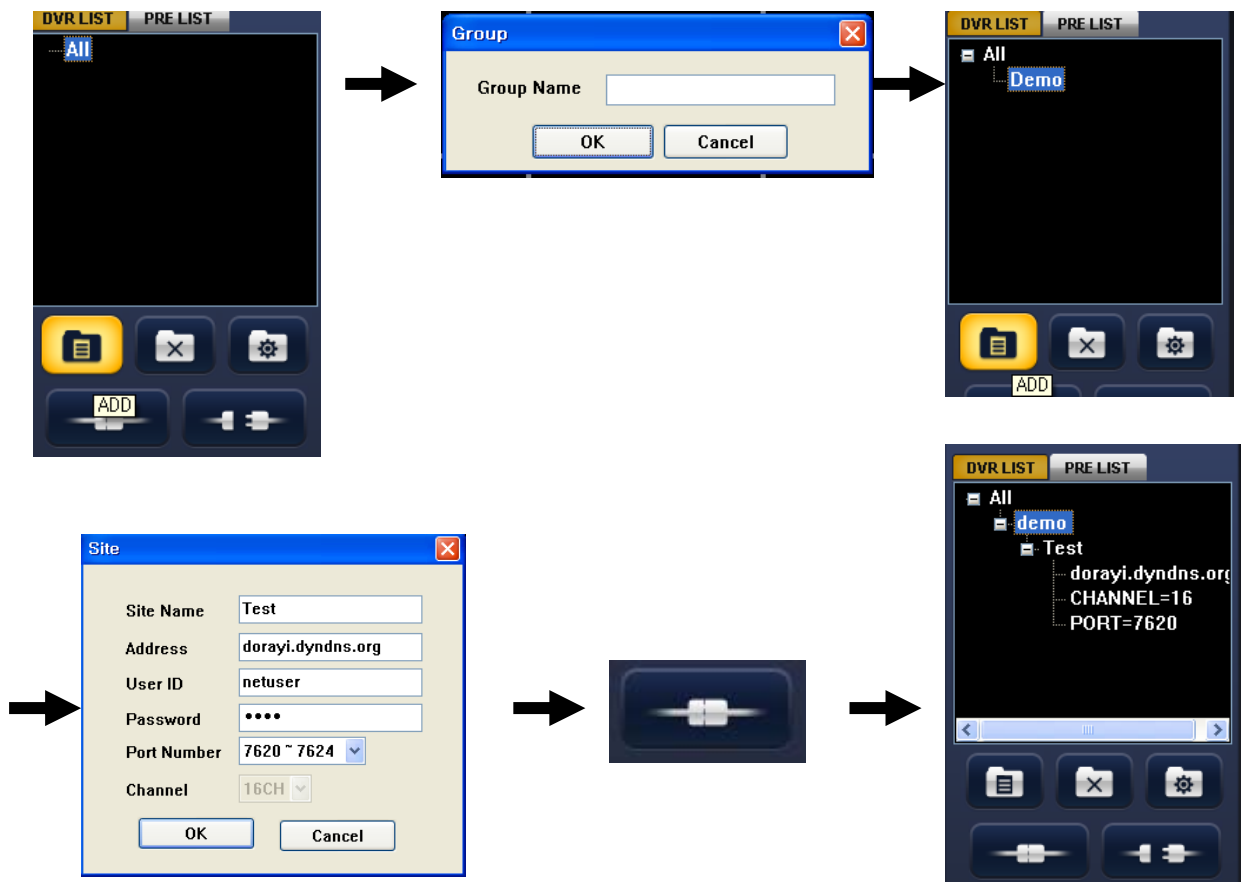 DVR LIST PRE LIST
All
ADD
Group
Group Name
OK Cancel
DVR LIST PRE LIST
All
Demo
ADD
Site
Site Name Test
Address dorayi.dyndns.org
User ID netuser
Password ••••
Port Number 7620 ~ 7624
Channel 16CH
OK Cancel
DVR LIST PRE LIST
All
demo
Test
dorayi.dyndns.org
CHANNEL=16
PORT=7620